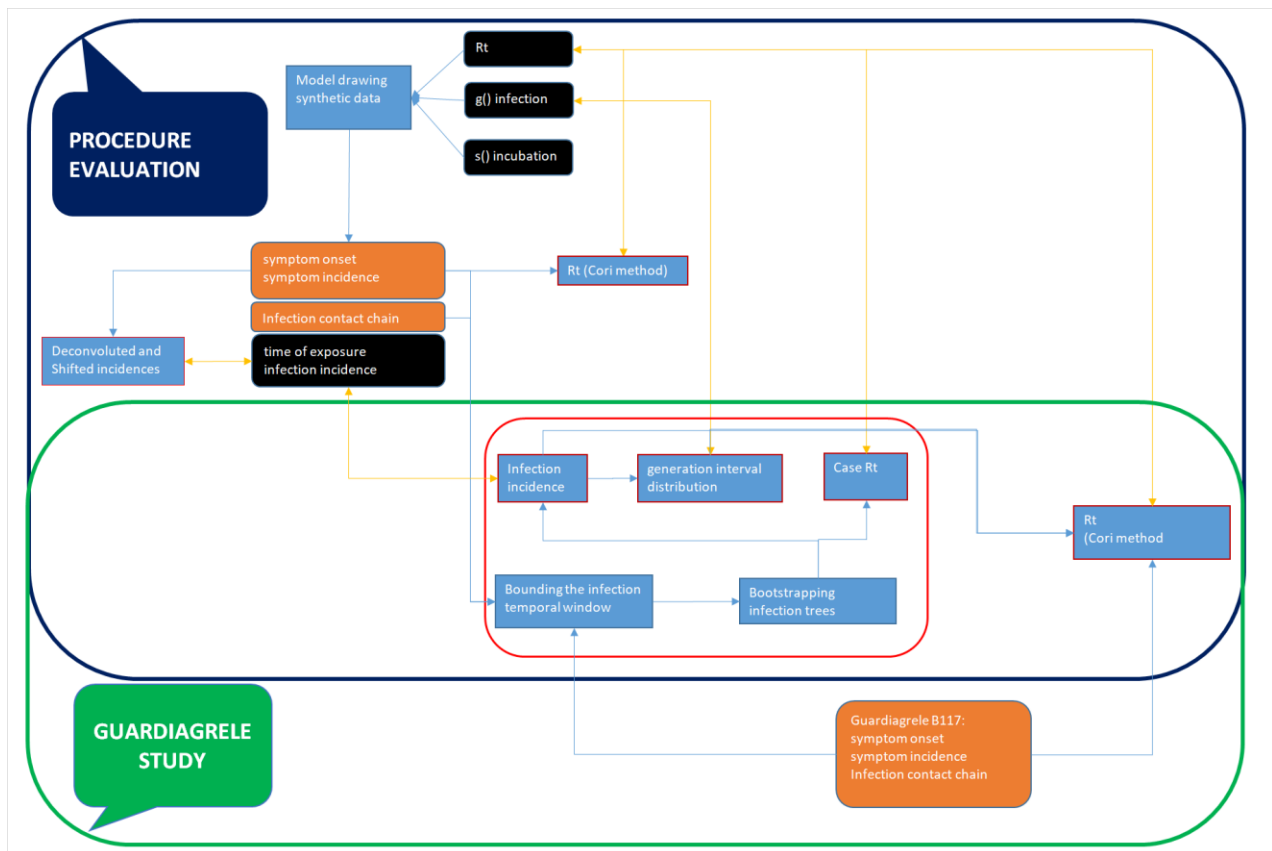 Rt
Model drawing
synthetic data
g() infection
PROCEDURE
EVALUATION
s() incubation
symptom onset
symptom incidence
Rt (Cori method)
Infection contact chain
Deconvoluted and
Shifted incidences
time of exposure
infection incidence
Infection
incidence
generation interval
distribution
Case Rt
Rt
(Cori method
Bounding the infection
temporal window
Bootstrapping
infection trees
GUARDIAGRELE
STUDY
Guardiagrele B117:
symptom onset
symptom incidence
Infection contact chain